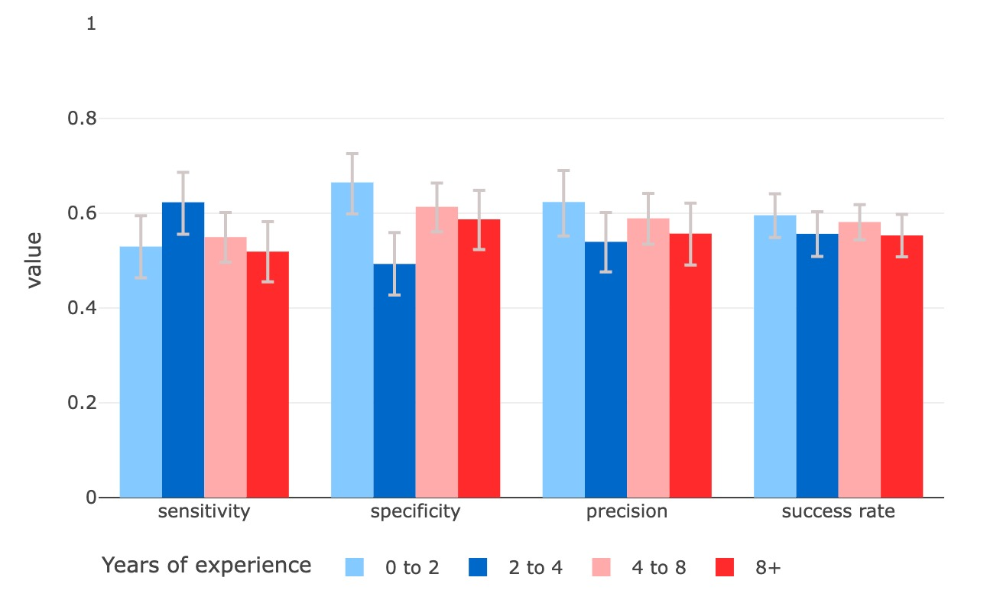 1
0.8
0.6
value
0.4
0.2
0
sensitivity specificity precision success rate
Years of experience 0 to 2 2 to 4 4 to 8 8+